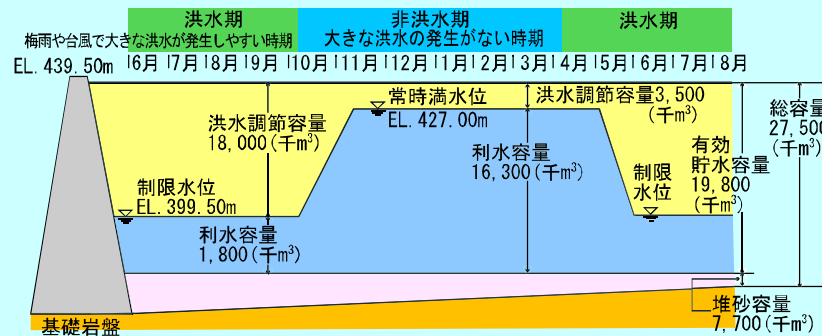 洪水期
梅雨や台風で大きな洪水が発生しやすい時期
非洪水期
大きな洪水の発生がない時期
洪水期
EL.439.50m
6月 7月 8月 9月 10月 11月 12月 1月 2月 3月 4月 5月 6月 7月 8月
洪水調節容量
18,000(千m³)
常時満水位
EL.427.00m
洪水調節容量3,500
(千m³)
総容量
27,500
(千m³)
利水容量
16,300(千m³)
有効
貯水容量
19,800
(千m³)
制限水位
EL.399.50m
制限
水位
利水容量
1,800(千m³)
堆砂容量
7,700(千m³)
基礎岩盤